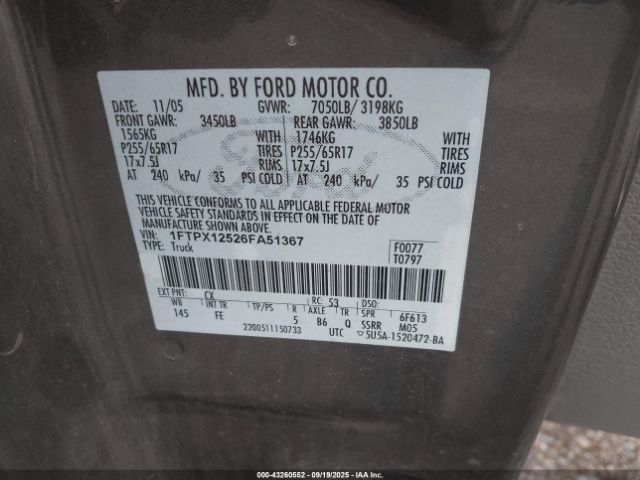 MFD. BY FORD MOTOR CO.
DATE: 11/05 GVWR: 7050LB/ 3198KG
FRONT GAWR: 3450LB REAR GAWR: 3850LB
1565KG WITH 1746KG WITH
P255/65R17 TIRES P255/65R17 TIRES
17x7.5J RIMS 17x7.5J RIMS
AT 240 kPa/ 35 PSI COLD AT 240 kPa/ 35 PSI COLD
THIS VEHICLE CONFORMS TO ALL APPLICABLE FEDERAL MOTOR
VEHICLE SAFETY STANDARDS IN EFFECT ON THE DATE OF
MANUFACTURE SHOWN ABOVE.
VIN: 1FTPX12526FA51367 F0077
TYPE: Truck T0797
EXT PNT: CX RC: 53 DSO:
WB INT TR TP/PS R AXLE TR SPR 6F613
145 FE 5 B6 Q SSRR M05
2200511150733 UTC 5U5A-1520472-BA
Ford
000-43260552 - 09/19/2025 - IAA Inc.